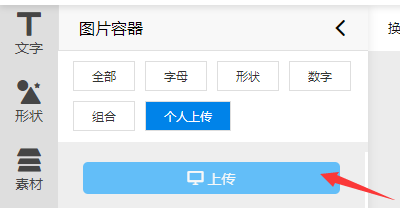 文字
形状
素材
图片容器
换
全部 字母 形状 数字
组合 个人上传
上传